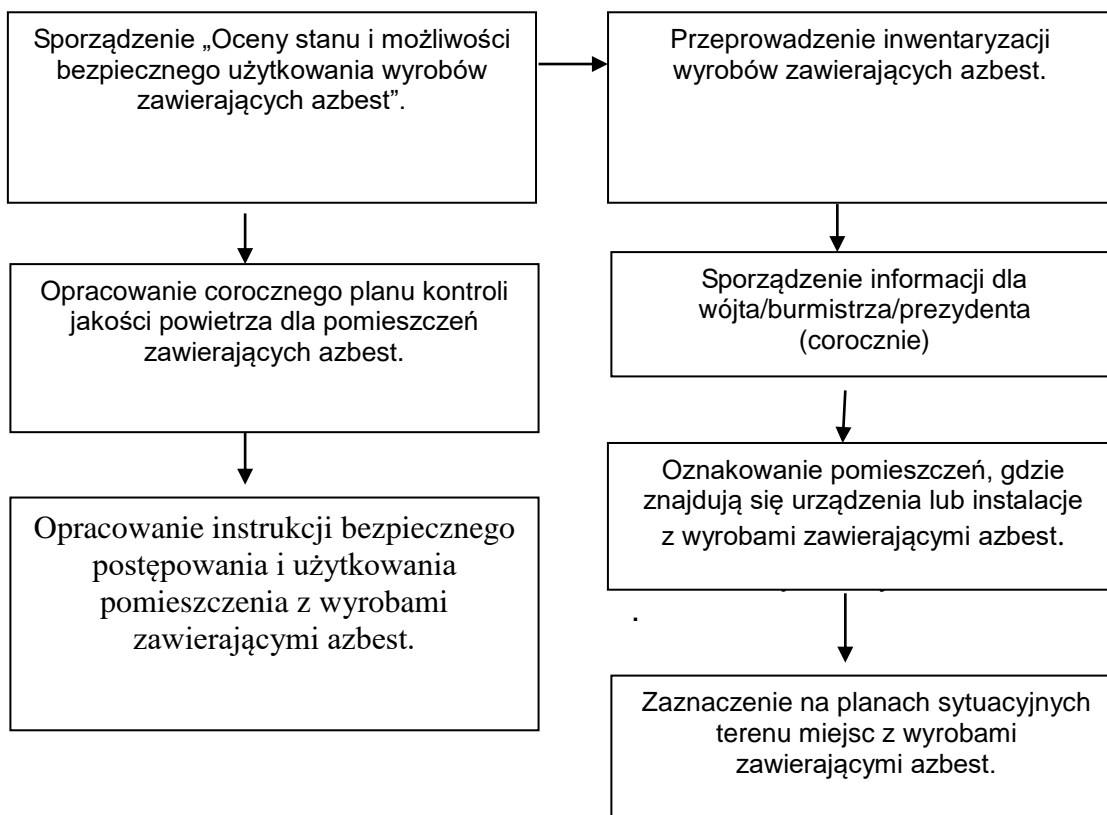 Sporządzenie „Oceny stanu i możliwości
bezpiecznego użytkowania wyrobów
zawierających azbest”.
Przeprowadzenie inwentaryzacji
wyrobów zawierających azbest.
Opracowanie corocznego planu kontroli
jakości powietrza dla pomieszczeń
zawierających azbest.
Sporządzenie informacji dla
wójta/burmistrza/prezydenta
(corocznie)
Opracowanie instrukcji bezpiecznego
postępowania i użytkowania
pomieszczenia z wyrobami
zawierającymi azbest.
Oznakowanie pomieszczeń, gdzie
znajdują się urządzenia lub instalacje
z wyrobami zawierającymi azbest.
.
Zaznaczenie na planach sytuacyjnych
terenu miejsc z wyrobami
zawierającymi azbest.